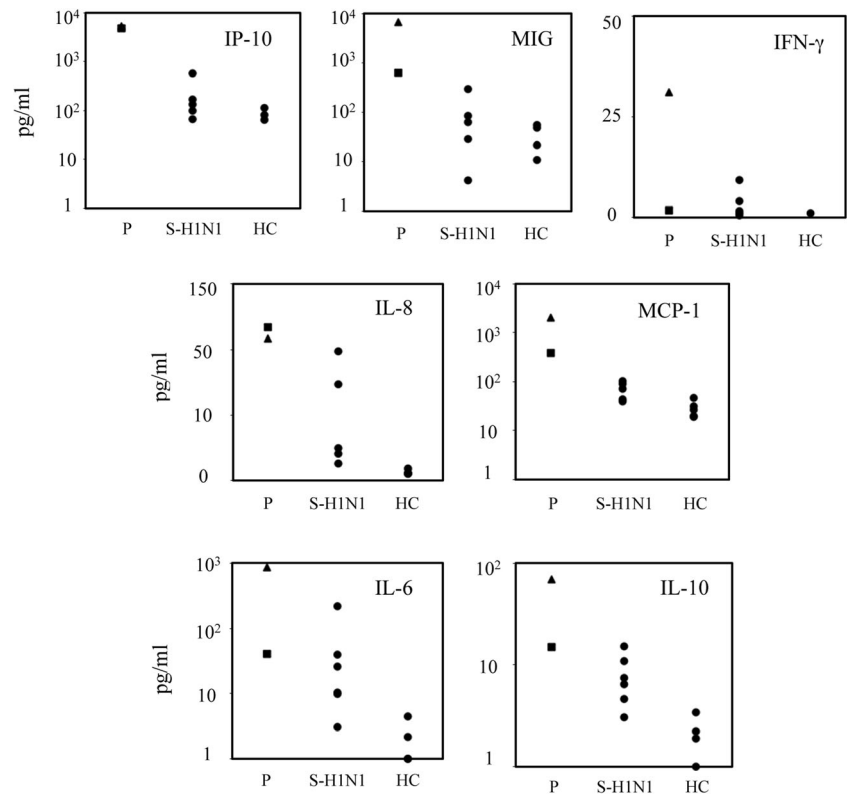 10⁴
IP-10
10³
10²
10
1
pg/ml
P S-H1N1 HC
10⁴
MIG
10³
10²
10
1
P S-H1N1 HC
50
IFN-γ
25
0
P S-H1N1 HC
150
IL-8
50
10
0
pg/ml
P S-H1N1 HC
10⁴
MCP-1
10³
10²
10
1
P S-H1N1 HC
10³
IL-6
10²
10
1
pg/ml
P S-H1N1 HC
10²
IL-10
10
1
P S-H1N1 HC